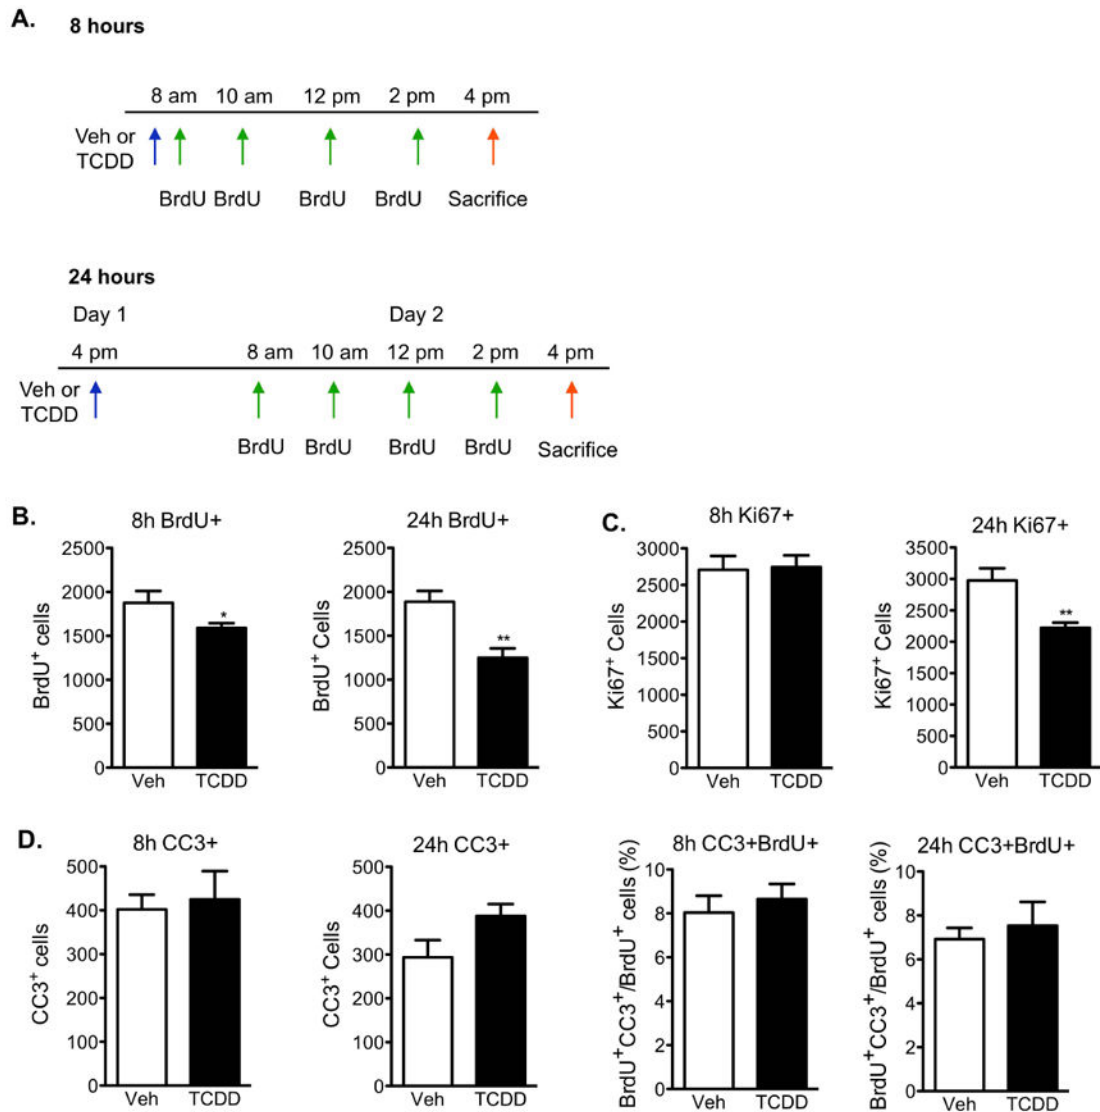 A. 8 hours
8 am 10 am 12 pm 2 pm 4 pm
Veh or
TCDD
BrdU BrdU BrdU BrdU Sacrifice
24 hours
Day 1 Day 2
4 pm 8 am 10 am 12 pm 2 pm 4 pm
Veh or
TCDD
BrdU BrdU BrdU BrdU Sacrifice
B.
8h BrdU+
BrdU⁺ cells
2500
2000
1500
1000
500
0
*
Veh TCDD
24h BrdU+
BrdU⁺ Cells
2500
2000
1500
1000
500
0
**
Veh TCDD
C.
8h Ki67+
Ki67⁺ Cells
3000
2500
2000
1500
1000
500
0
Veh TCDD
24h Ki67+
Ki67⁺ Cells
3500
3000
2500
2000
1500
1000
500
0
**
Veh TCDD
D.
8h CC3+
CC3⁺ cells
500
400
300
200
100
0
Veh TCDD
24h CC3+
CC3⁺ Cells
500
400
300
200
100
0
Veh TCDD
8h CC3+BrdU+
BrdU⁺CC3⁺/BrdU⁺ cells (%)
10
8
6
4
2
0
Veh TCDD
24h CC3+BrdU+
BrdU⁺CC3⁺/BrdU⁺ cells (%)
10
8
6
4
2
0
Veh TCDD